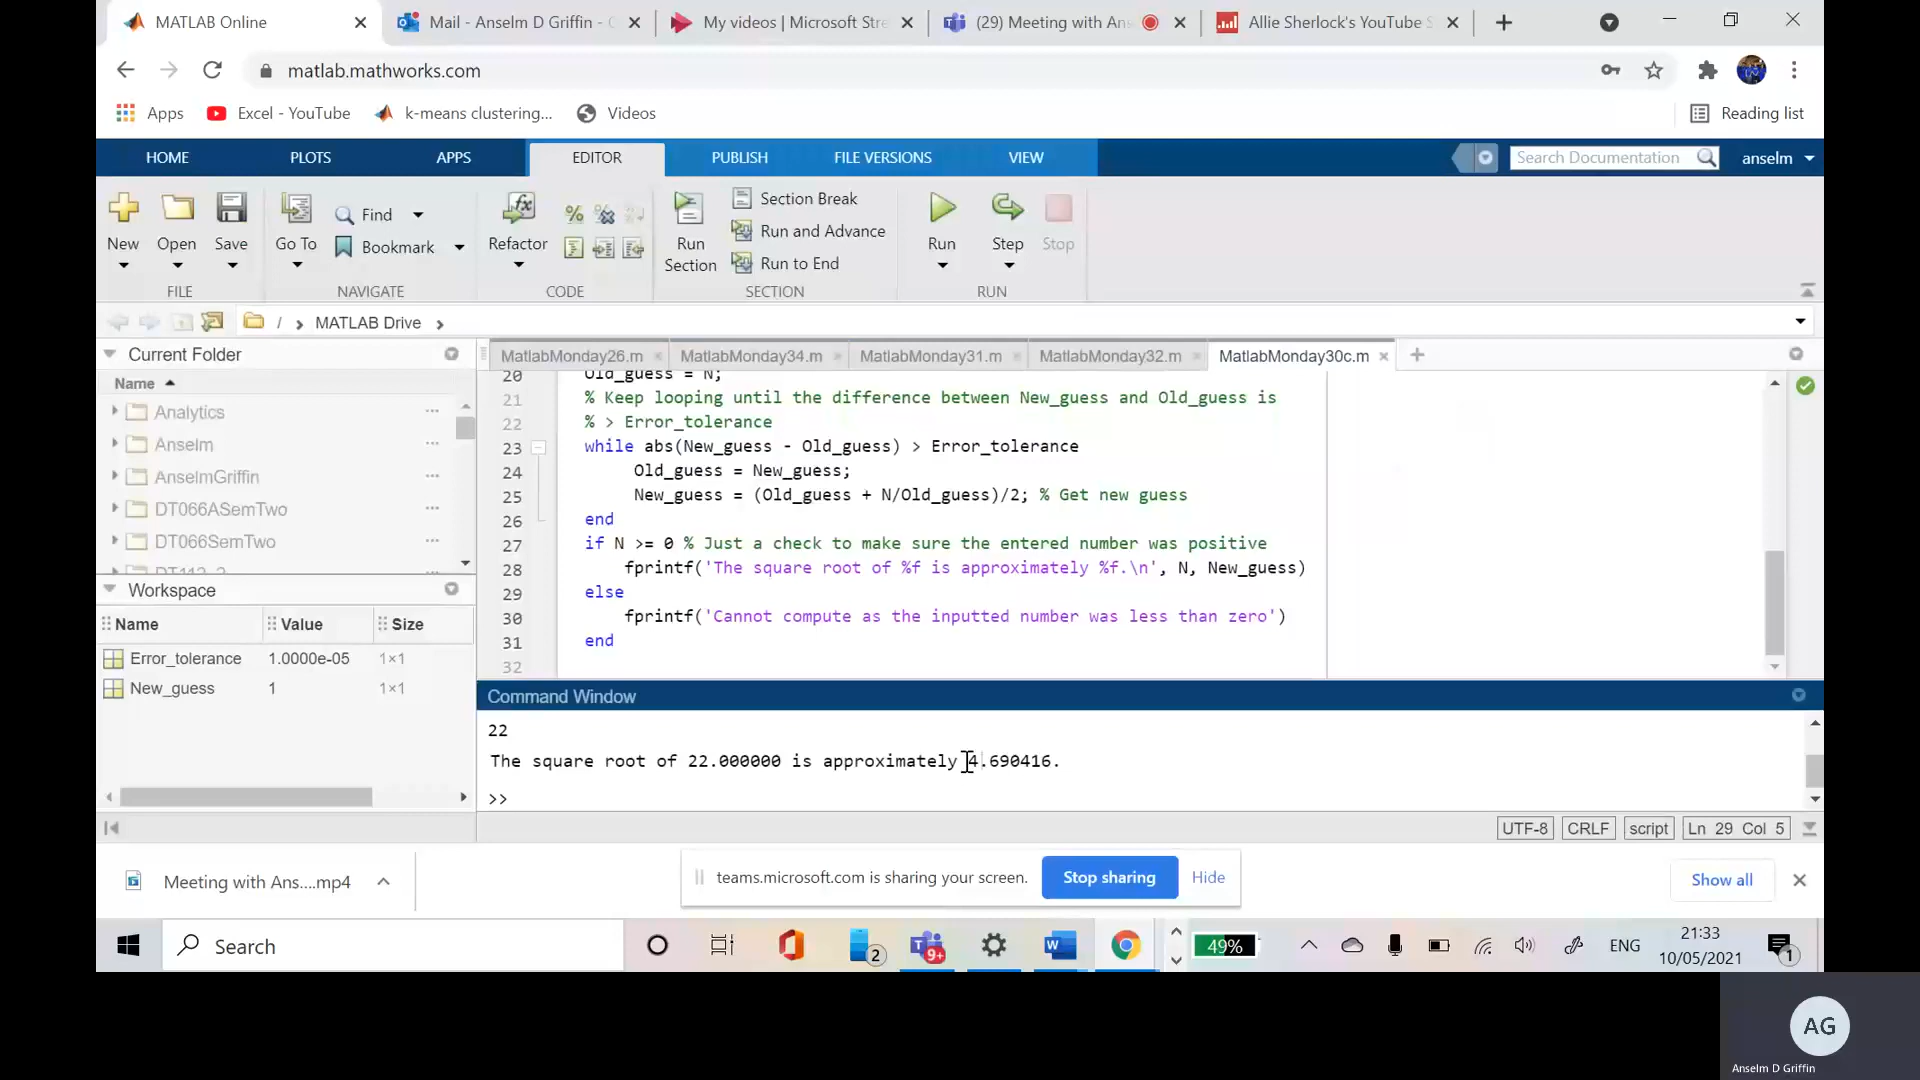 MATLAB Online
Mail - Anselm D Griffin -
My videos | Microsoft Stre
(29) Meeting with An
Allie Sherlock's YouTube S
matlab.mathworks.com
Apps
Excel - YouTube
k-means clustering...
Videos
Reading list
HOME
PLOTS
APPS
EDITOR
PUBLISH
FILE VERSIONS
VIEW
Search Documentation
anselm
New
Open
Save
Go To
Find
Bookmark
Refactor
Run Section
Section Break
Run and Advance
Run to End
Run
Step
Stop
FILE
NAVIGATE
CODE
SECTION
RUN
/ > MATLAB Drive >
Current Folder
Name
Analytics
Anselm
AnselmGriffin
DT066ASemTwo
DT066SemTwo
DT112_2
Workspace
Name Value Size
Error_tolerance 1.0000e-05 1×1
New_guess 1 1×1
MatlabMonday26.m
MatlabMonday34.m
MatlabMonday31.m
MatlabMonday32.m
MatlabMonday30c.m
20 Old_guess = N;
21 % Keep looping until the difference between New_guess and Old_guess is
22 % > Error_tolerance
23 while abs(New_guess - Old_guess) > Error_tolerance
24 Old_guess = New_guess;
25 New_guess = (Old_guess + N/Old_guess)/2; % Get new guess
26 end
27 if N >= 0 % Just a check to make sure the entered number was positive
28 fprintf('The square root of %f is approximately %f.\n', N, New_guess)
29 else
30 fprintf('Cannot compute as the inputted number was less than zero')
31 end
32
Command Window
22
The square root of 22.000000 is approximately 4.690416.
>>
UTF-8
CRLF
script
Ln 29 Col 5
Meeting with Ans....mp4
teams.microsoft.com is sharing your screen.
Stop sharing
Hide
Show all
Search
2
9+
49%
ENG
21:33
10/05/2021
1
AG
Anselm D Griffin